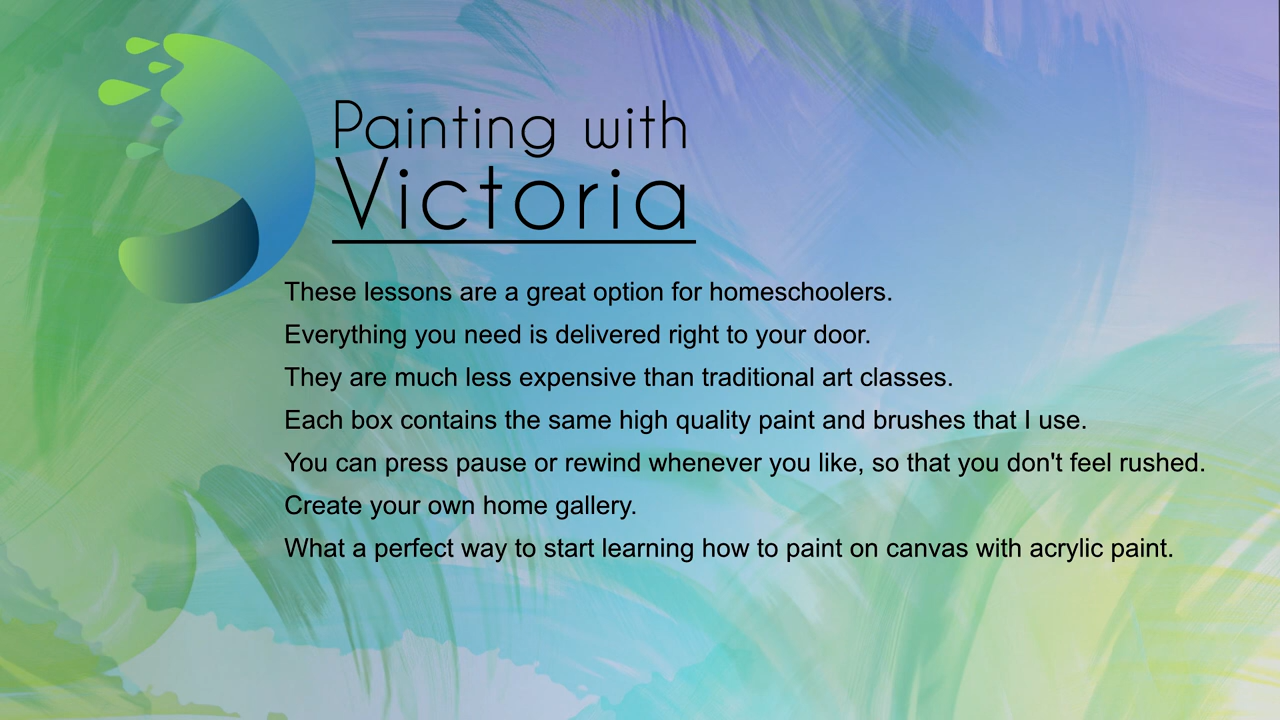 Painting with
Victoria
These lessons are a great option for homeschoolers.
Everything you need is delivered right to your door.
They are much less expensive than traditional art classes.
Each box contains the same high quality paint and brushes that I use.
You can press pause or rewind whenever you like, so that you don't feel rushed.
Create your own home gallery.
What a perfect way to start learning how to paint on canvas with acrylic paint.